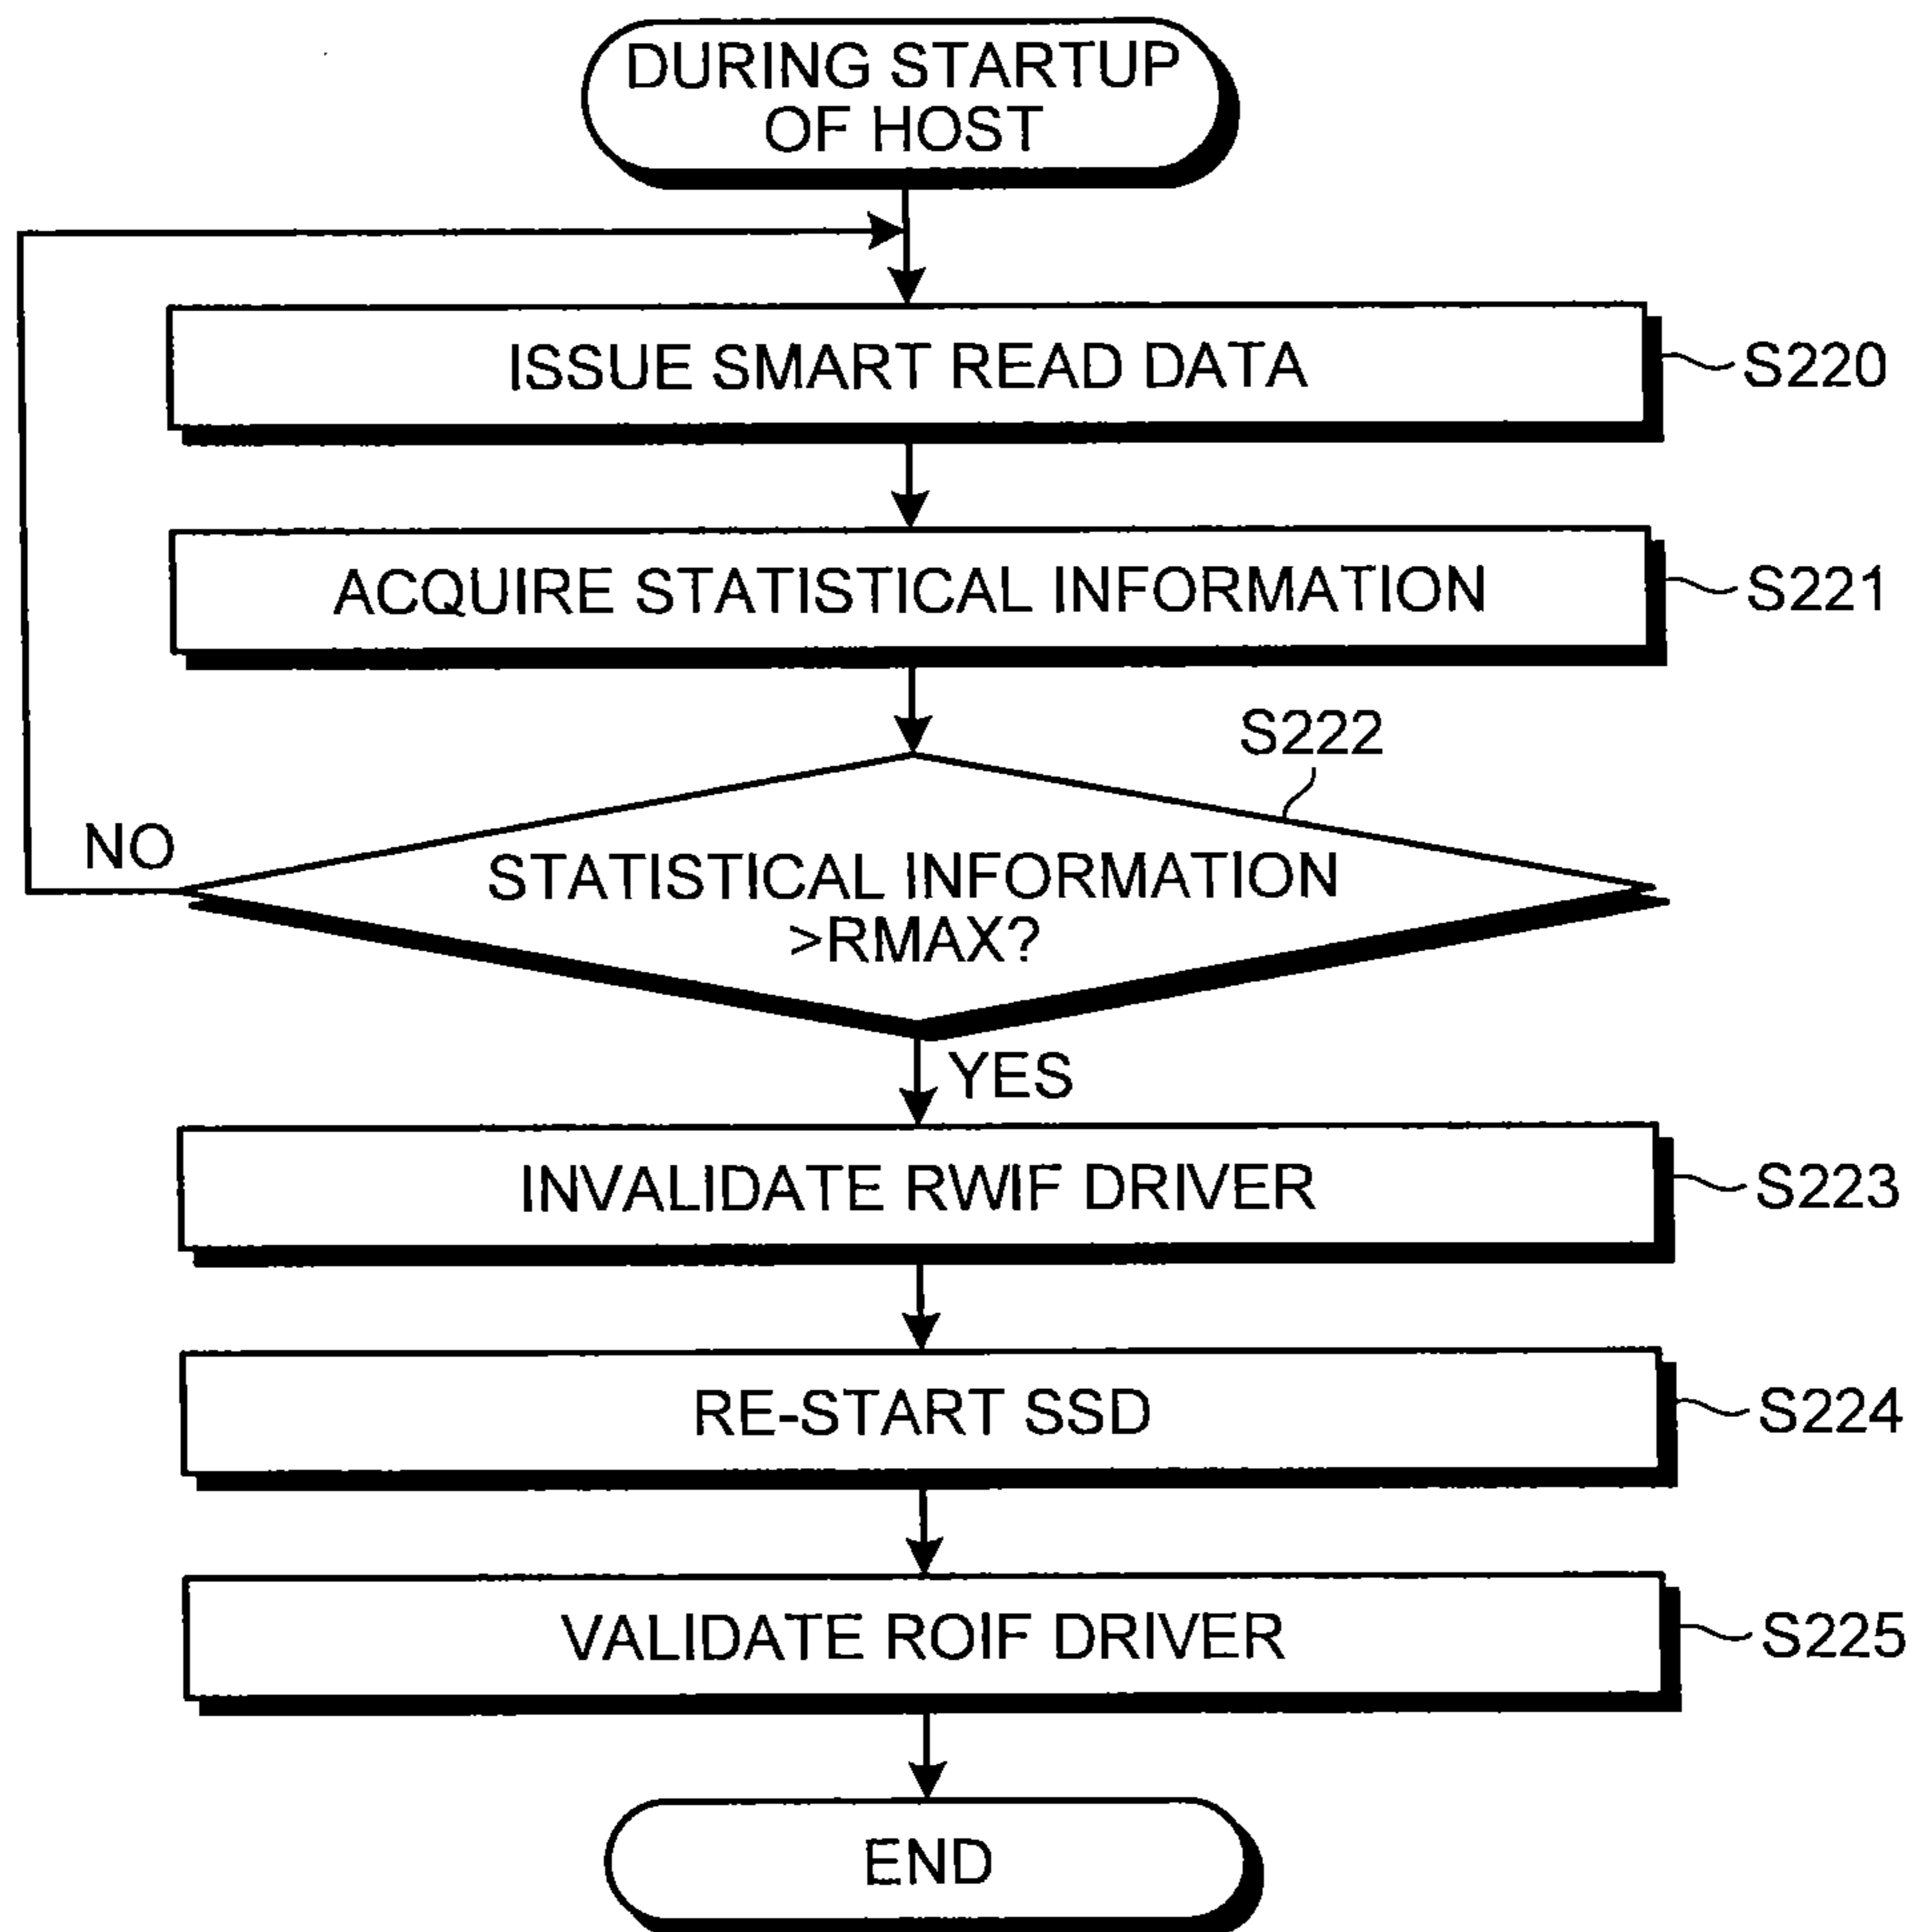 DURING STARTUP
OF HOST
ISSUE SMART READ DATA
S220
ACQUIRE STATISTICAL INFORMATION
S221
S222
NO
STATISTICAL INFORMATION
>RMAX?
YES
INVALIDATE RWIF DRIVER
S223
RE-START SSD
S224
VALIDATE ROIF DRIVER
S225
END